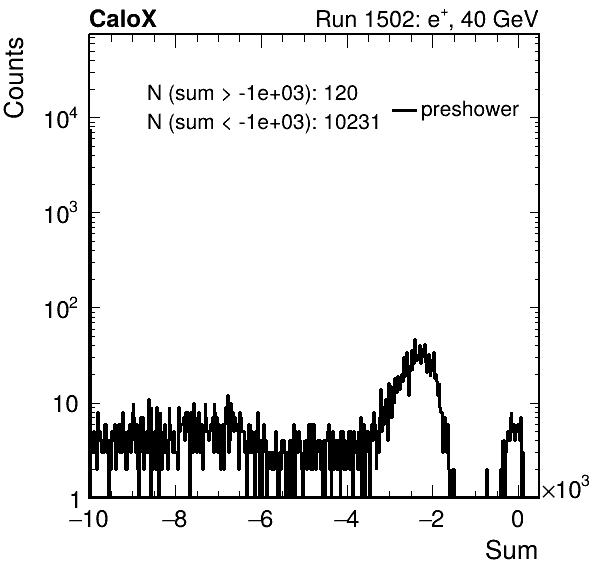 CaloX Run 1502: e⁺, 40 GeV
Counts
N (sum > -1e+03): 120
N (sum < -1e+03): 10231
preshower
10⁴
10³
10²
10
1
−10 −8 −6 −4 −2 0 ×10³
Sum